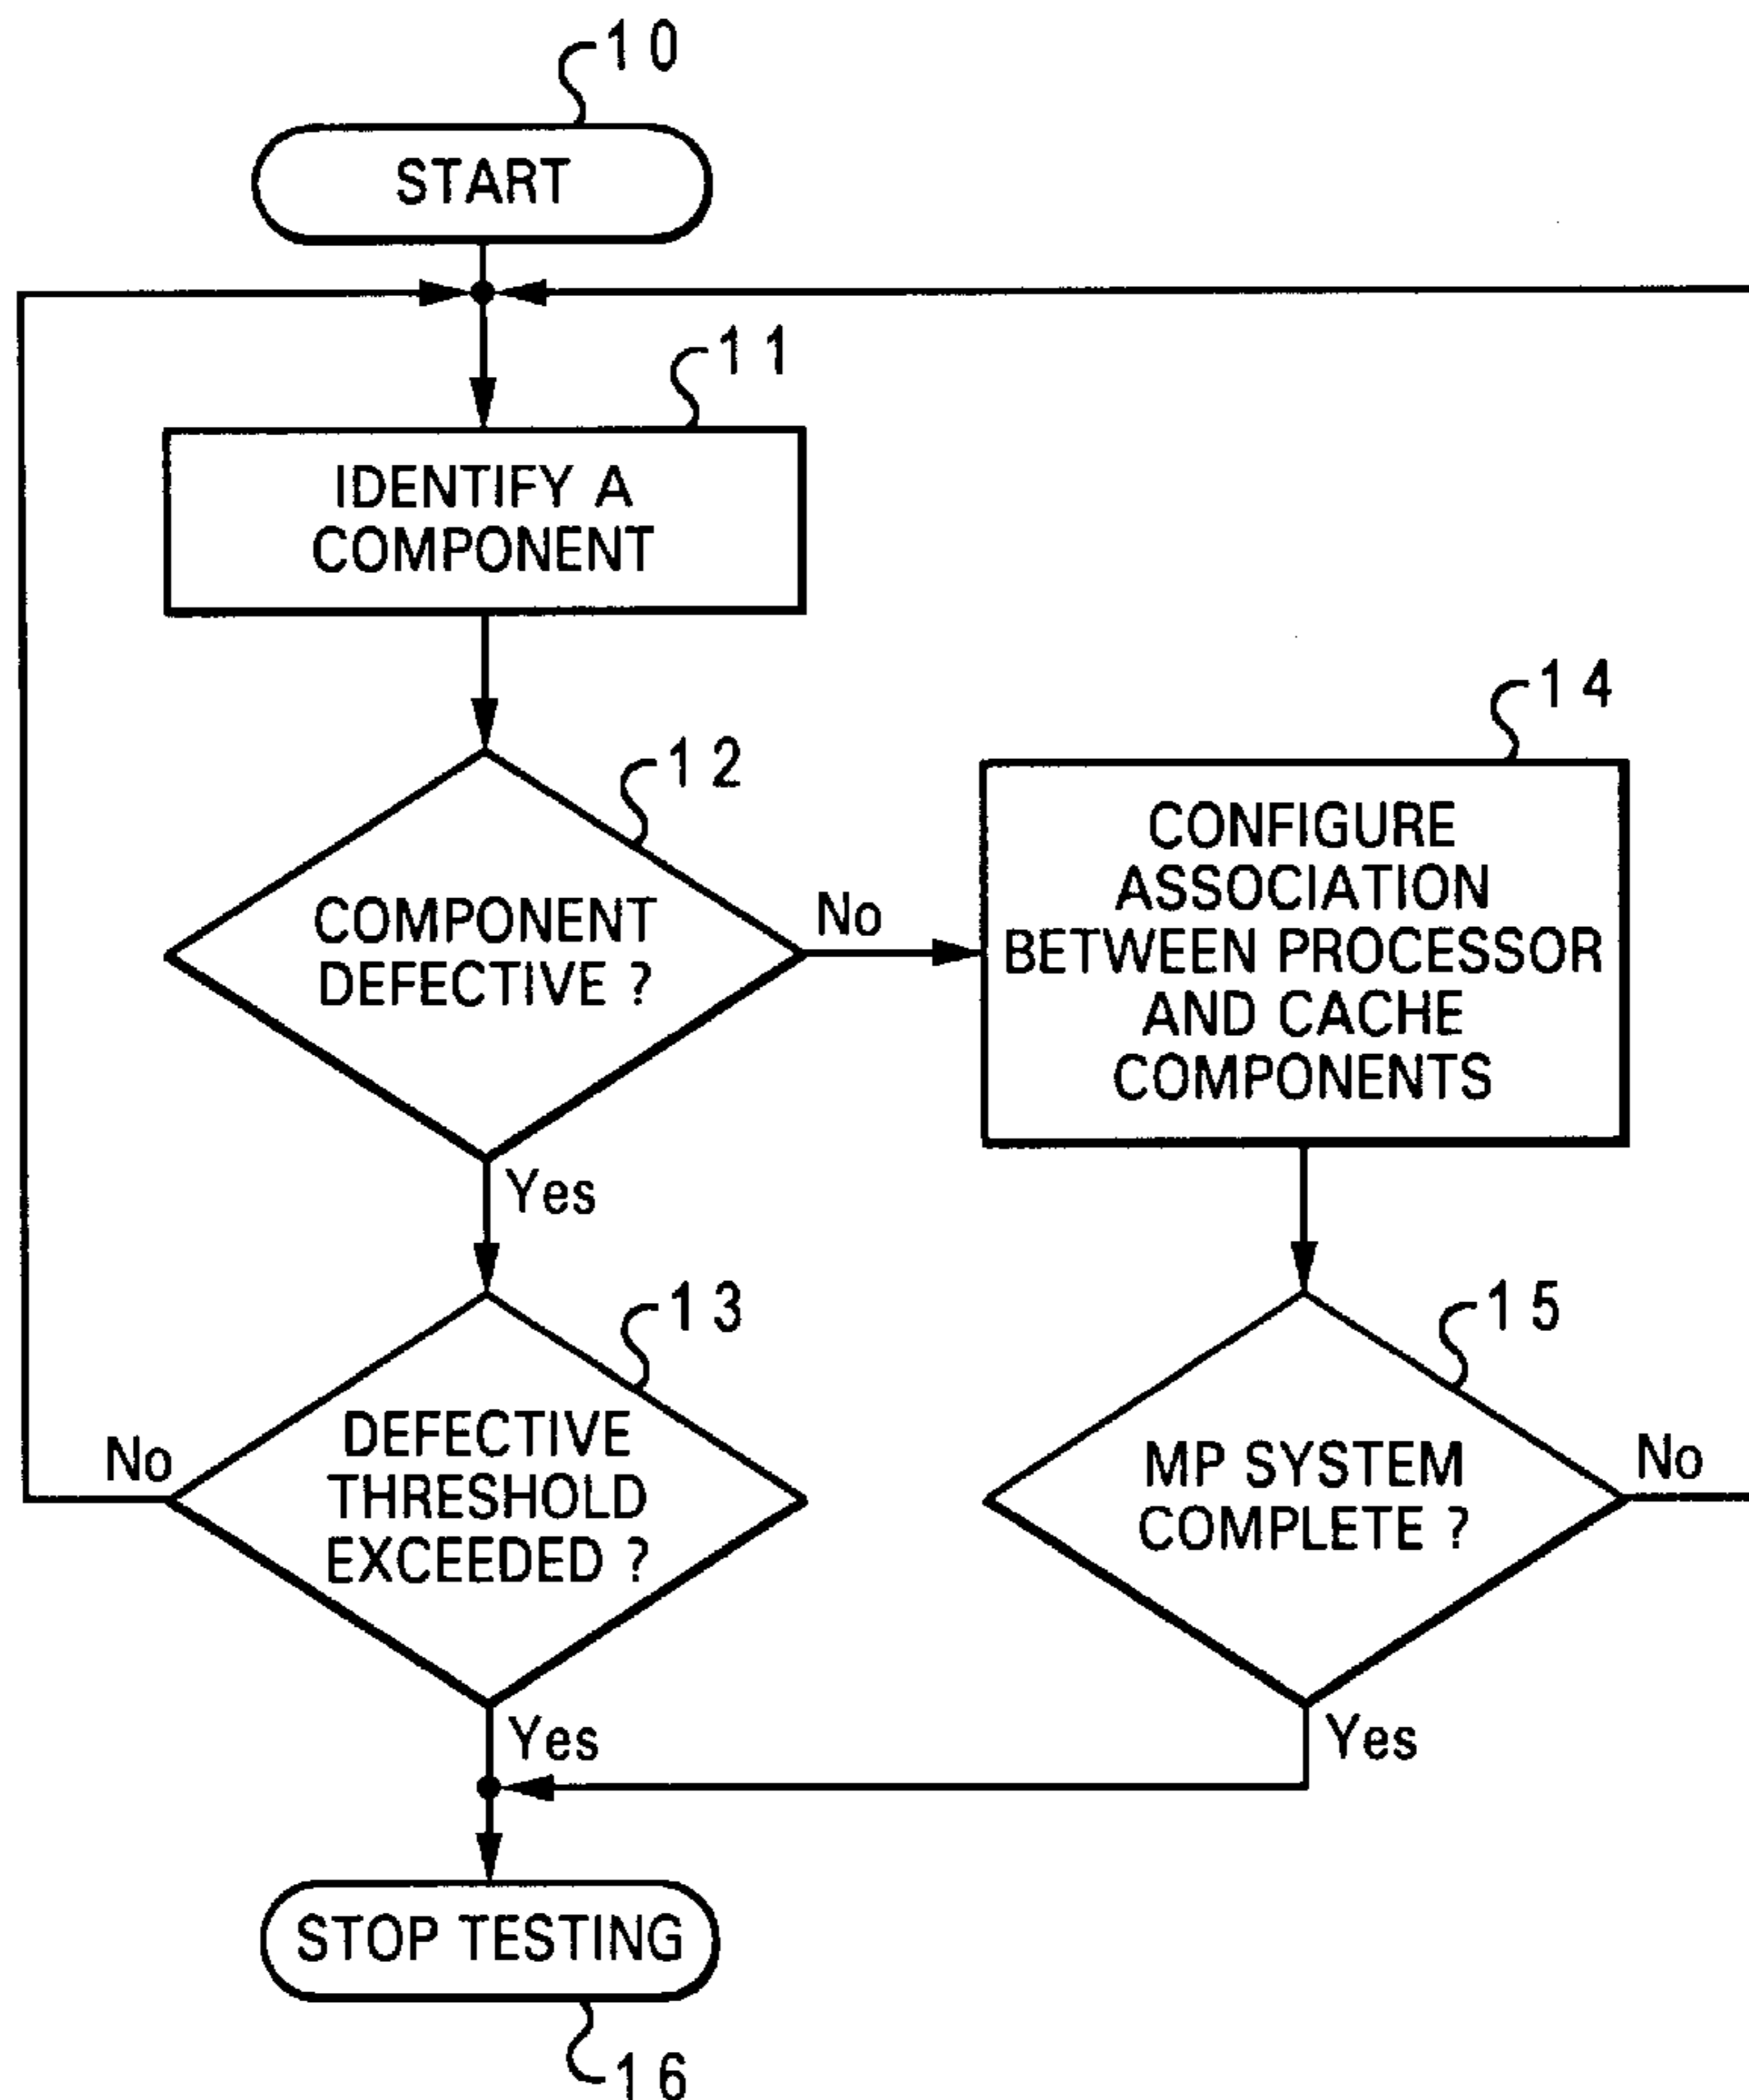 10
START
11
IDENTIFY A
COMPONENT
12
COMPONENT
DEFECTIVE ?
No
Yes
14
CONFIGURE
ASSOCIATION
BETWEEN PROCESSOR
AND CACHE
COMPONENTS
13
DEFECTIVE
THRESHOLD
EXCEEDED ?
No
Yes
15
MP SYSTEM
COMPLETE ?
No
Yes
STOP TESTING
16